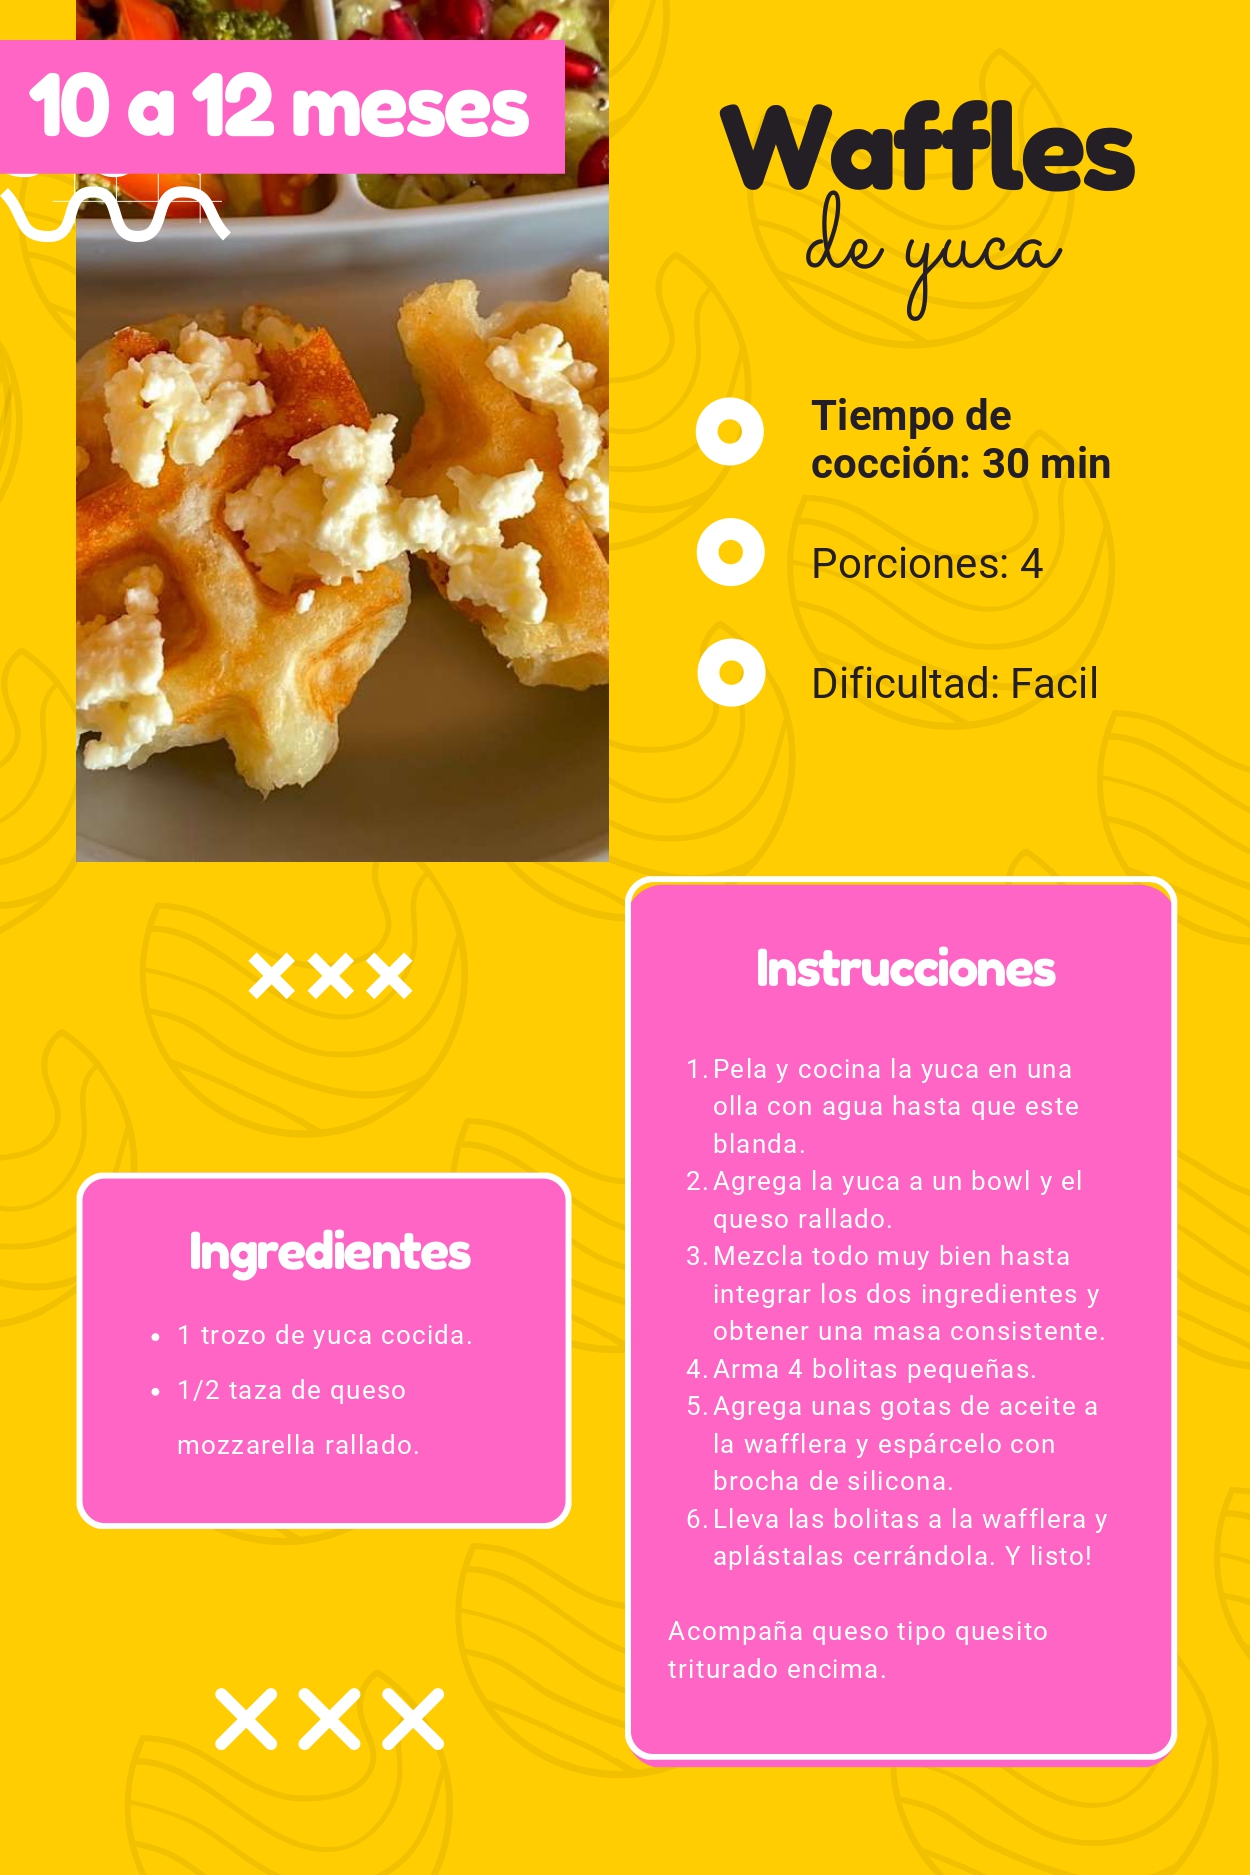 10 a 12 meses
Waffles
de yuca
Tiempo de
cocción: 30 min
Porciones: 4
Dificultad: Facil
Ingredientes
• 1 trozo de yuca cocida.
• 1/2 taza de queso
mozzarella rallado.
Instrucciones
1. Pela y cocina la yuca en una
olla con agua hasta que este
blanda.
2. Agrega la yuca a un bowl y el
queso rallado.
3. Mezcla todo muy bien hasta
integrar los dos ingredientes y
obtener una masa consistente.
4. Arma 4 bolitas pequeñas.
5. Agrega unas gotas de aceite a
la wafflera y espárcelo con
brocha de silicona.
6. Lleva las bolitas a la wafflera y
aplástalas cerrándola. Y listo!
Acompaña queso tipo quesito
triturado encima.